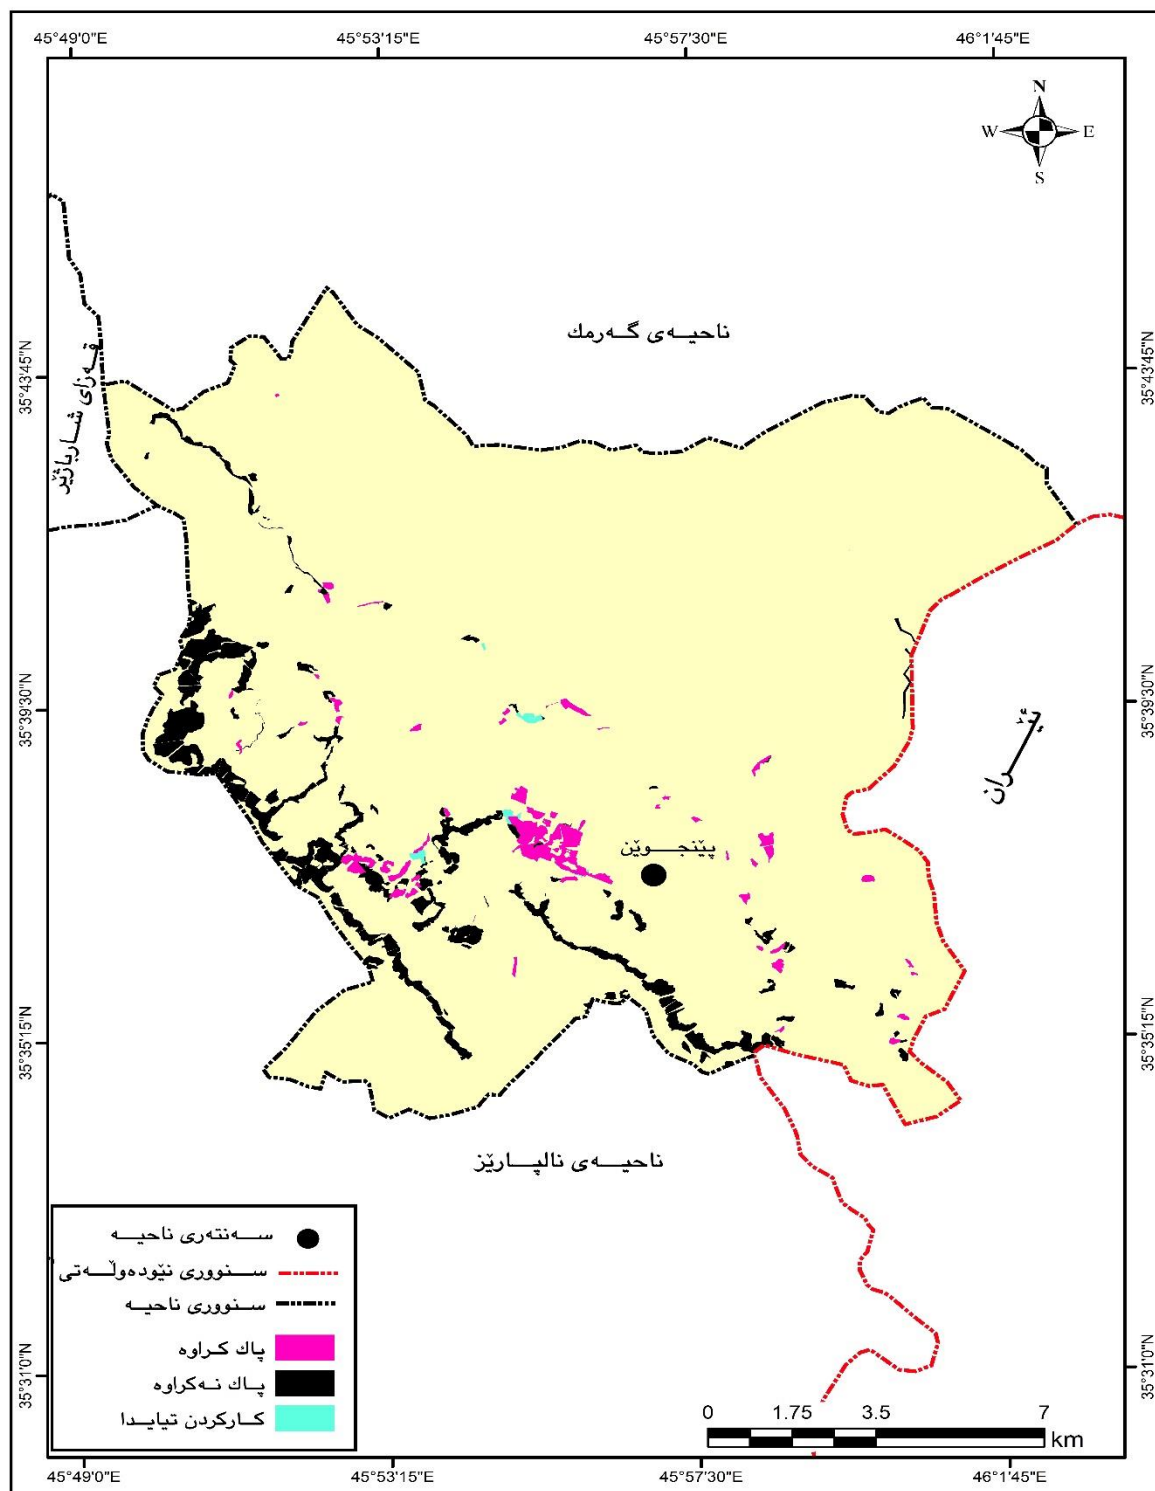 45°49'0"E 45°53'15"E 45°57'30"E 46°1'45"E
N
W E
S
ناحیـەی گـەرمك
35°43'45"N 35°43'45"N
قـەزای شـارباژێر
35°39'30"N 35°39'30"N
ئێـران
پێنجـوێن
35°35'15"N 35°35'15"N
ناحیـەی نالپـارێز
سـەنتەری ناحیـە
سـنووری نێودەوڵـەتی
سـنووری ناحیـە
پاك كـراوە
پـاك نـەكراوە
كـاركردن تیایـدا
35°31'0"N 35°31'0"N
0 1.75 3.5 7
km
45°49'0"E 45°53'15"E 45°57'30"E 46°1'45"E